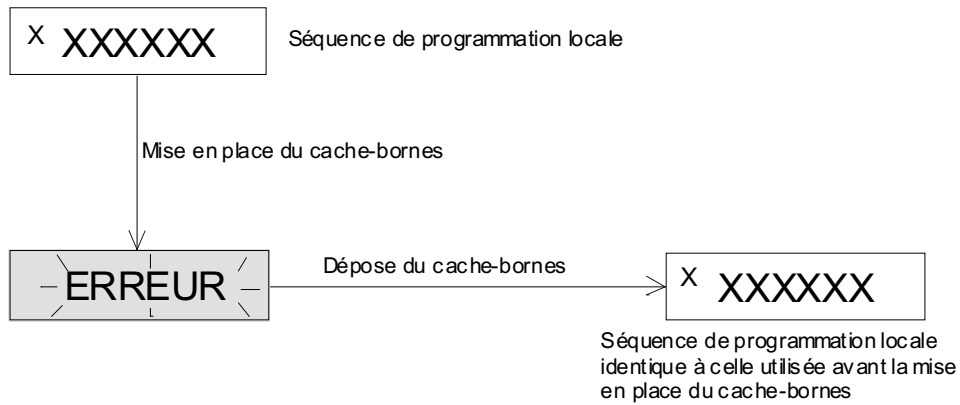 X XXXXXX
Séquence de programmation locale
Mise en place du cache-bornes
ERREUR
Dépose du cache-bornes
X XXXXXX
Séquence de programmation locale
identique à celle utilisée avant la mise
en place du cache-bornes